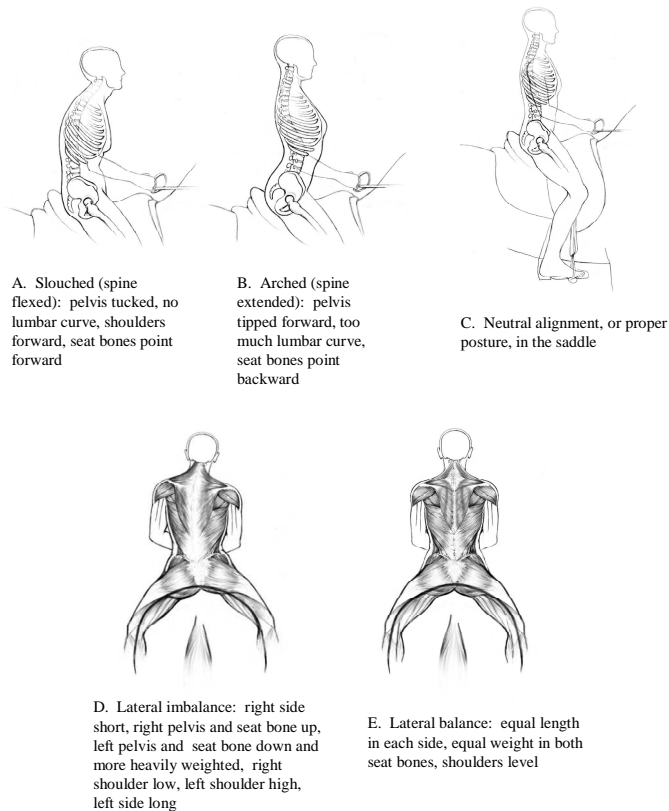 A. Slouched (spine
flexed): pelvis tucked, no
lumbar curve, shoulders
forward, seat bones point
forward
B. Arched (spine
extended): pelvis
tipped forward, too
much lumbar curve,
seat bones point
backward
C. Neutral alignment, or proper
posture, in the saddle
D. Lateral imbalance: right side
short, right pelvis and seat bone up,
left pelvis and seat bone down and
more heavily weighted, right
shoulder low, left shoulder high,
left side long
E. Lateral balance: equal length
in each side, equal weight in both
seat bones, shoulders level